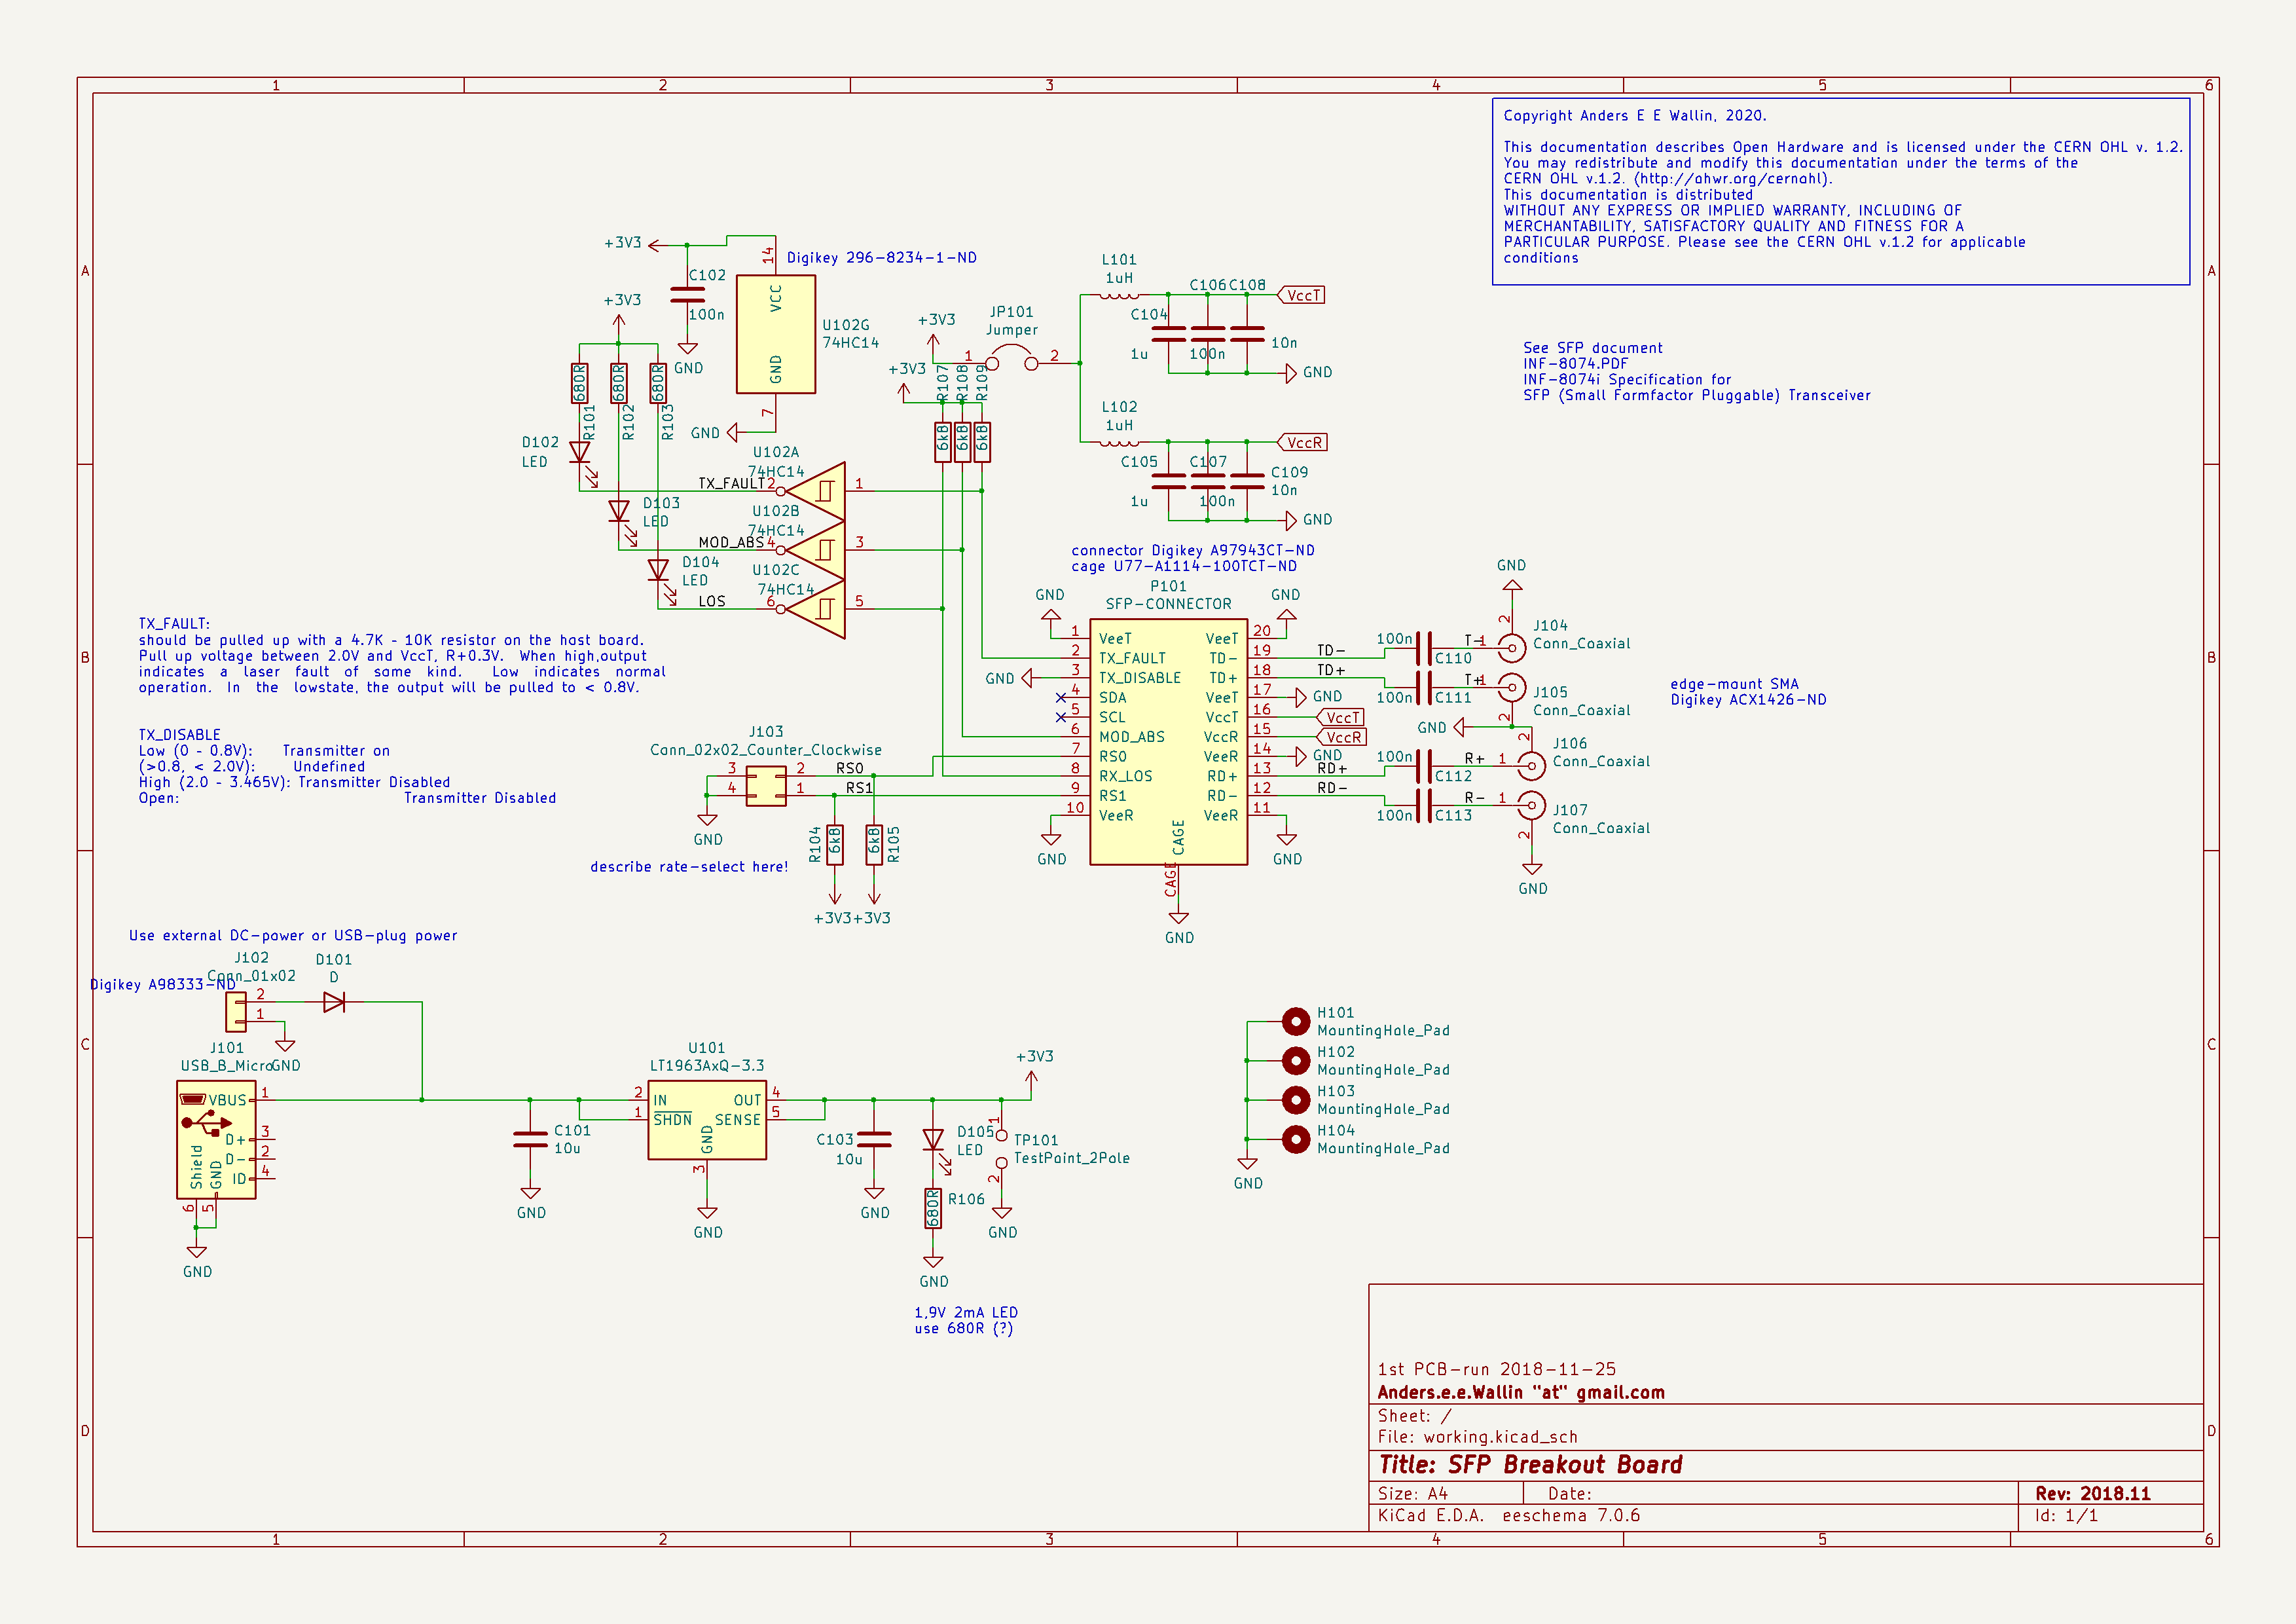 1 2 3 4 5 6
A
B
C
D
Copyright Anders E E Wallin, 2020.
This documentation describes Open Hardware and is licensed under the CERN OHL v. 1.2.
You may redistribute and modify this documentation under the terms of the
CERN OHL v.1.2. (http://ohwr.org/cernohl).
This documentation is distributed
WITHOUT ANY EXPRESS OR IMPLIED WARRANTY, INCLUDING OF
MERCHANTABILITY, SATISFACTORY QUALITY AND FITNESS FOR A
PARTICULAR PURPOSE. Please see the CERN OHL v.1.2 for applicable
conditions
See SFP document
INF-8074.PDF
INF-8074i Specification for
SFP (Small Formfactor Pluggable) Transceiver
+3V3
14
Digikey 296-8234-1-ND
C102
100n
GND
VCC
GND
U102G
74HC14
7
GND
+3V3
680R
680R
680R
R101
R102
R103
D102
LED
D103
LED
D104
LED
U102A
74HC14
TX_FAULT 2
1
U102B
74HC14
MOD_ABS 4
3
U102C
74HC14
LOS 6
5
+3V3
+3V3
R107
R108
R109
6k8
6k8
6k8
JP101
Jumper
1 2
L101
1uH
C104
1u
C106
100n
C108
10n
VccT
GND
L102
1uH
C105
1u
C107
100n
C109
10n
VccR
GND
connector Digikey A97943CT-ND
cage U77-A1114-100TCT-ND
P101
SFP-CONNECTOR
GND
GND
1 VeeT VeeT 20
2 TX_FAULT TD- 19
GND 3 TX_DISABLE TD+ 18
4 SDA VeeT 17 GND
5 SCL VccT 16 VccT
6 MOD_ABS VccR 15 VccR
7 RS0 VeeR 14 GND
8 RX_LOS RD+ 13
9 RS1 RD- 12
10 VeeR VeeR 11
GND
GND
CAGE
CAGE
GND
TD-
TD+
RD+
RD-
100n
C110
C111
100n
100n
C112
100n
C113
T-
T+
R+
R-
GND
2
1
J104
Conn_Coaxial
1
J105
Conn_Coaxial
2
GND
2
1
J106
Conn_Coaxial
1
J107
Conn_Coaxial
2
GND
edge-mount SMA
Digikey ACX1426-ND
TX_FAULT:
should be pulled up with a 4.7K - 10K resistor on the host board.
Pull up voltage between 2.0V and VccT, R+0.3V. When high,output
indicates a laser fault of some kind. Low indicates normal
operation. In the lowstate, the output will be pulled to < 0.8V.
TX_DISABLE
Low (0 - 0.8V): Transmitter on
(>0.8, < 2.0V): Undefined
High (2.0 - 3.465V): Transmitter Disabled
Open: Transmitter Disabled
J103
Conn_02x02_Counter_Clockwise
3 2 RS0
4 1 RS1
GND
R104
6k8
6k8
R105
+3V3
+3V3
describe rate-select here!
Use external DC-power or USB-plug power
J102
Conn_01x02
Digikey A98333-ND
2
1
GND
D101
D
J101
USB_B_Micro
VBUS 1
D+ 3
D- 2
ID 4
Shield
GND
6 5
GND
C101
10u
GND
U101
LT1963AxQ-3.3
2 IN OUT 4
1 SHDN SENSE 5
GND
3
GND
C103
10u
GND
D105
LED
680R
R106
GND
+3V3
1
TP101
TestPoint_2Pole
2
GND
1,9V 2mA LED
use 680R (?)
H101
MountingHole_Pad
H102
MountingHole_Pad
H103
MountingHole_Pad
H104
MountingHole_Pad
GND
1st PCB-run 2018-11-25
Anders.e.e.Wallin "at" gmail.com
Sheet: /
File: working.kicad_sch
Title: SFP Breakout Board
Size: A4 Date: Rev: 2018.11
KiCad E.D.A. eeschema 7.0.6 Id: 1/1
A
B
C
D
1 2 3 4 5 6